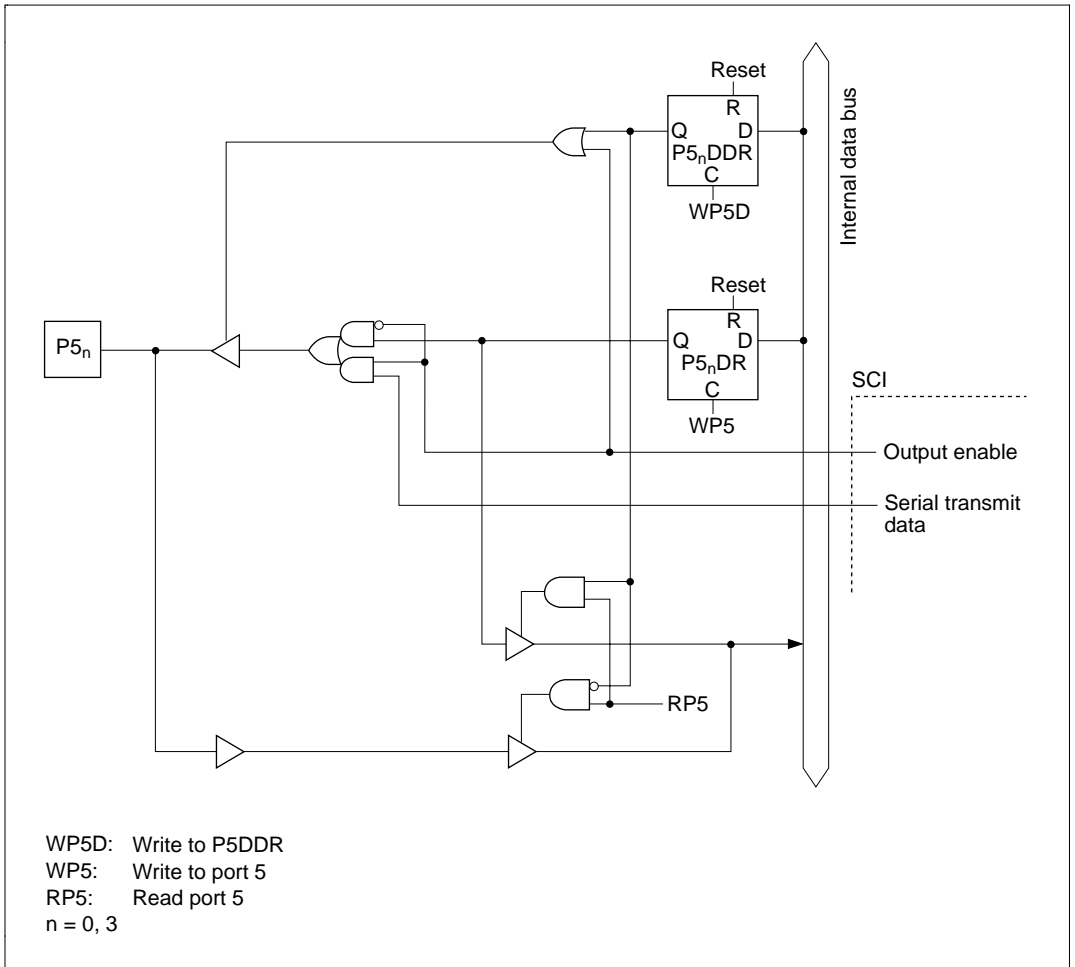 Reset
R
Q D
P5nDDR
C
WP5D
Internal data bus
Reset
R
Q D
P5nDR
C
WP5
P5n
SCI
Output enable
Serial transmit
data
RP5
WP5D: Write to P5DDR
WP5: Write to port 5
RP5: Read port 5
n = 0, 3